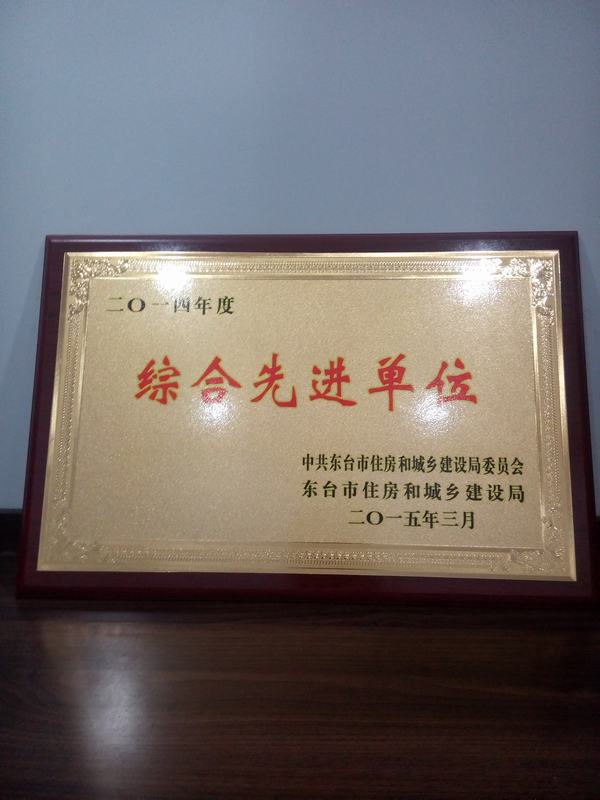 二〇一四年度
综合先进单位
中共东台市住房和城乡建设局委员会
东台市住房和城乡建设局
二〇一五年三月